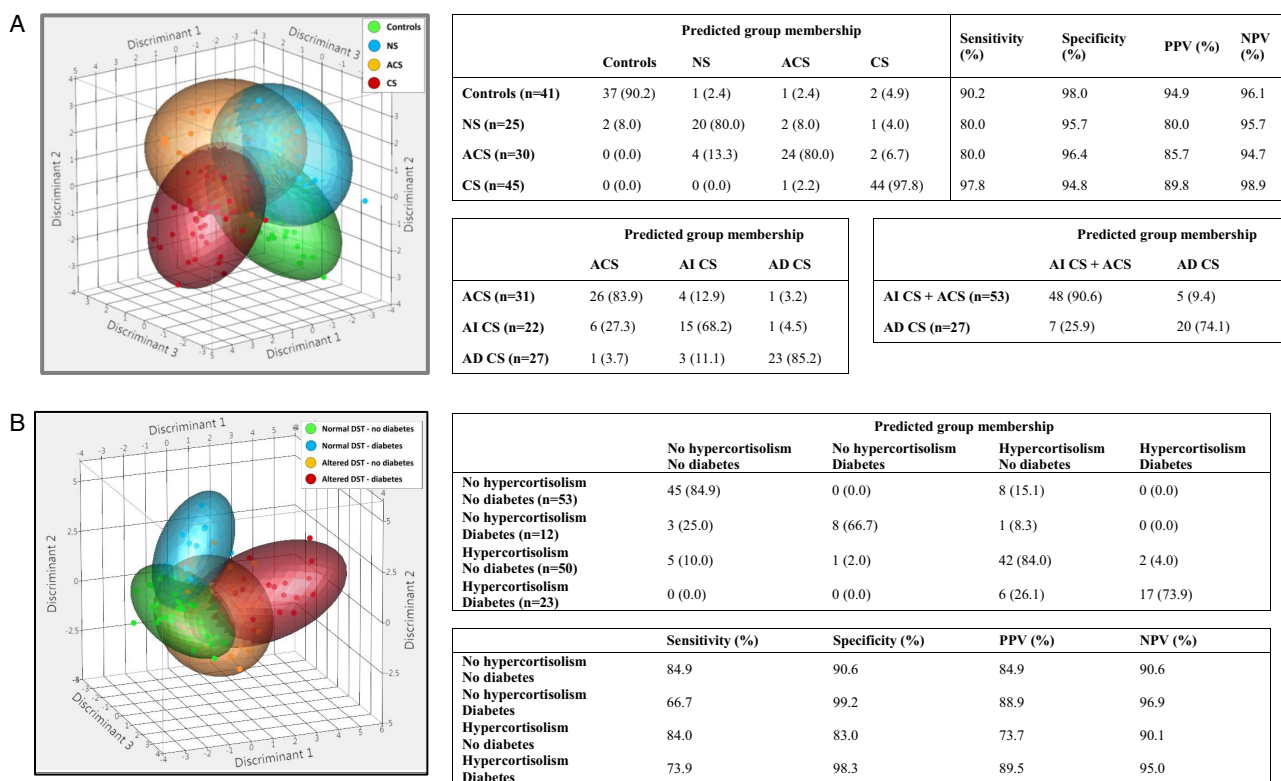 A
Discriminant 1
Discriminant 3
Controls
NS
ACS
CS
Discriminant 2
Discriminant 2
Discriminant 3
Discriminant 1
Predicted group membership Sensitivity (%) Specificity (%) PPV (%) NPV (%)
Controls NS ACS CS
Controls (n=41) 37 (90.2) 1 (2.4) 1 (2.4) 2 (4.9) 90.2 98.0 94.9 96.1
NS (n=25) 2 (8.0) 20 (80.0) 2 (8.0) 1 (4.0) 80.0 95.7 80.0 95.7
ACS (n=30) 0 (0.0) 4 (13.3) 24 (80.0) 2 (6.7) 80.0 96.4 85.7 94.7
CS (n=45) 0 (0.0) 0 (0.0) 1 (2.2) 44 (97.8) 97.8 94.8 89.8 98.9
Predicted group membership
ACS AI CS AD CS
ACS (n=31) 26 (83.9) 4 (12.9) 1 (3.2)
AI CS (n=22) 6 (27.3) 15 (68.2) 1 (4.5)
AD CS (n=27) 1 (3.7) 3 (11.1) 23 (85.2)
Predicted group membership
AI CS + ACS AD CS
AI CS + ACS (n=53) 48 (90.6) 5 (9.4)
AD CS (n=27) 7 (25.9) 20 (74.1)
B
Discriminant 1
Normal DST - no diabetes
Normal DST - diabetes
Altered DST - no diabetes
Altered DST - diabetes
Discriminant 2
Discriminant 2
Discriminant 3
Discriminant 1
Predicted group membership
No hypercortisolism No hypercortisolism Hypercortisolism Hypercortisolism
No diabetes Diabetes No diabetes Diabetes
No hypercortisolism
No diabetes (n=53) 45 (84.9) 0 (0.0) 8 (15.1) 0 (0.0)
No hypercortisolism
Diabetes (n=12) 3 (25.0) 8 (66.7) 1 (8.3) 0 (0.0)
Hypercortisolism
No diabetes (n=50) 5 (10.0) 1 (2.0) 42 (84.0) 2 (4.0)
Hypercortisolism
Diabetes (n=23) 0 (0.0) 0 (0.0) 6 (26.1) 17 (73.9)
Sensitivity (%) Specificity (%) PPV (%) NPV (%)
No hypercortisolism
No diabetes 84.9 90.6 84.9 90.6
No hypercortisolism
Diabetes 66.7 99.2 88.9 96.9
Hypercortisolism
No diabetes 84.0 83.0 73.7 90.1
Hypercortisolism
Diabetes 73.9 98.3 89.5 95.0